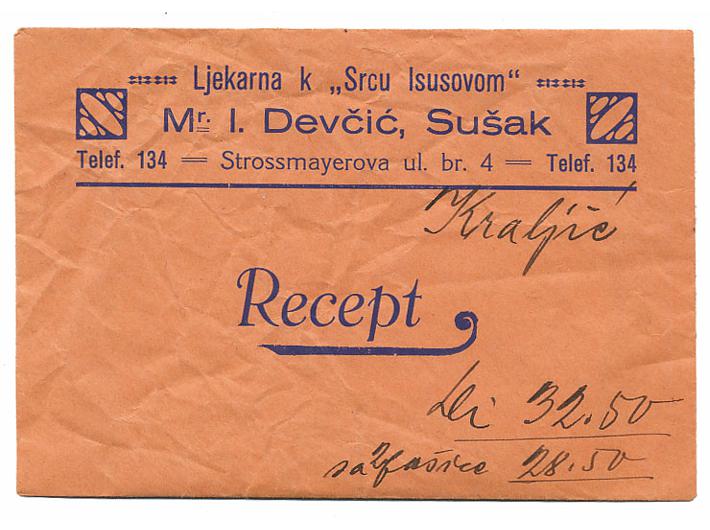 Ljekarna k „Srcu Isusovom“
Mr. I. Devčić, Sušak
Telef. 134 = Strossmayerova ul. br. 4 = Telef. 134
Kraljić
Recept
32.50
28.50